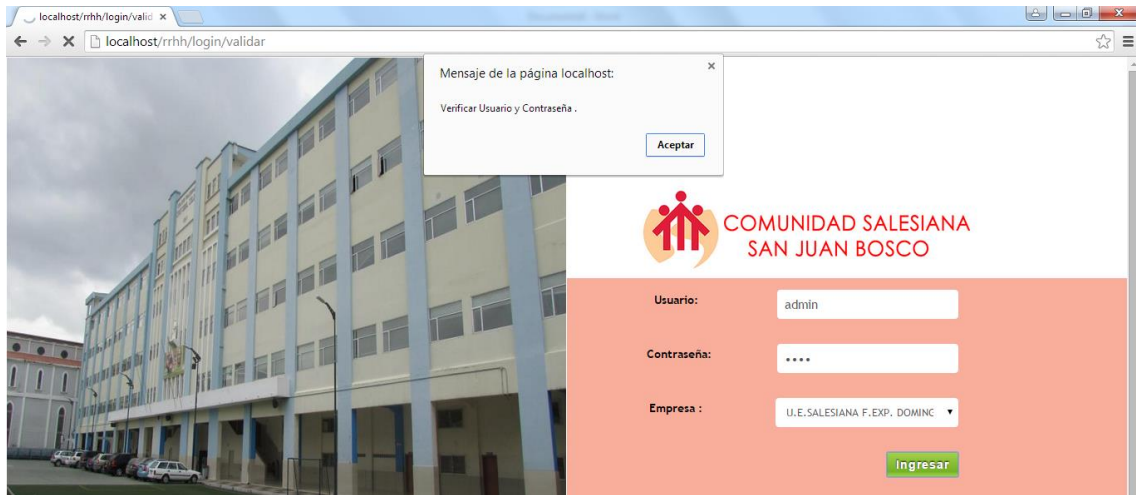 localhost/rrhh/login/valid
localhost/rrhh/login/validar
Mensaje de la página localhost:
Verificar Usuario y Contraseña .
Aceptar
COMUNIDAD SALESIANA
SAN JUAN BOSCO
Usuario:
admin
Contraseña:
••••
Empresa :
U.E.SALESIANA F.EXP. DOMINC
Ingresar